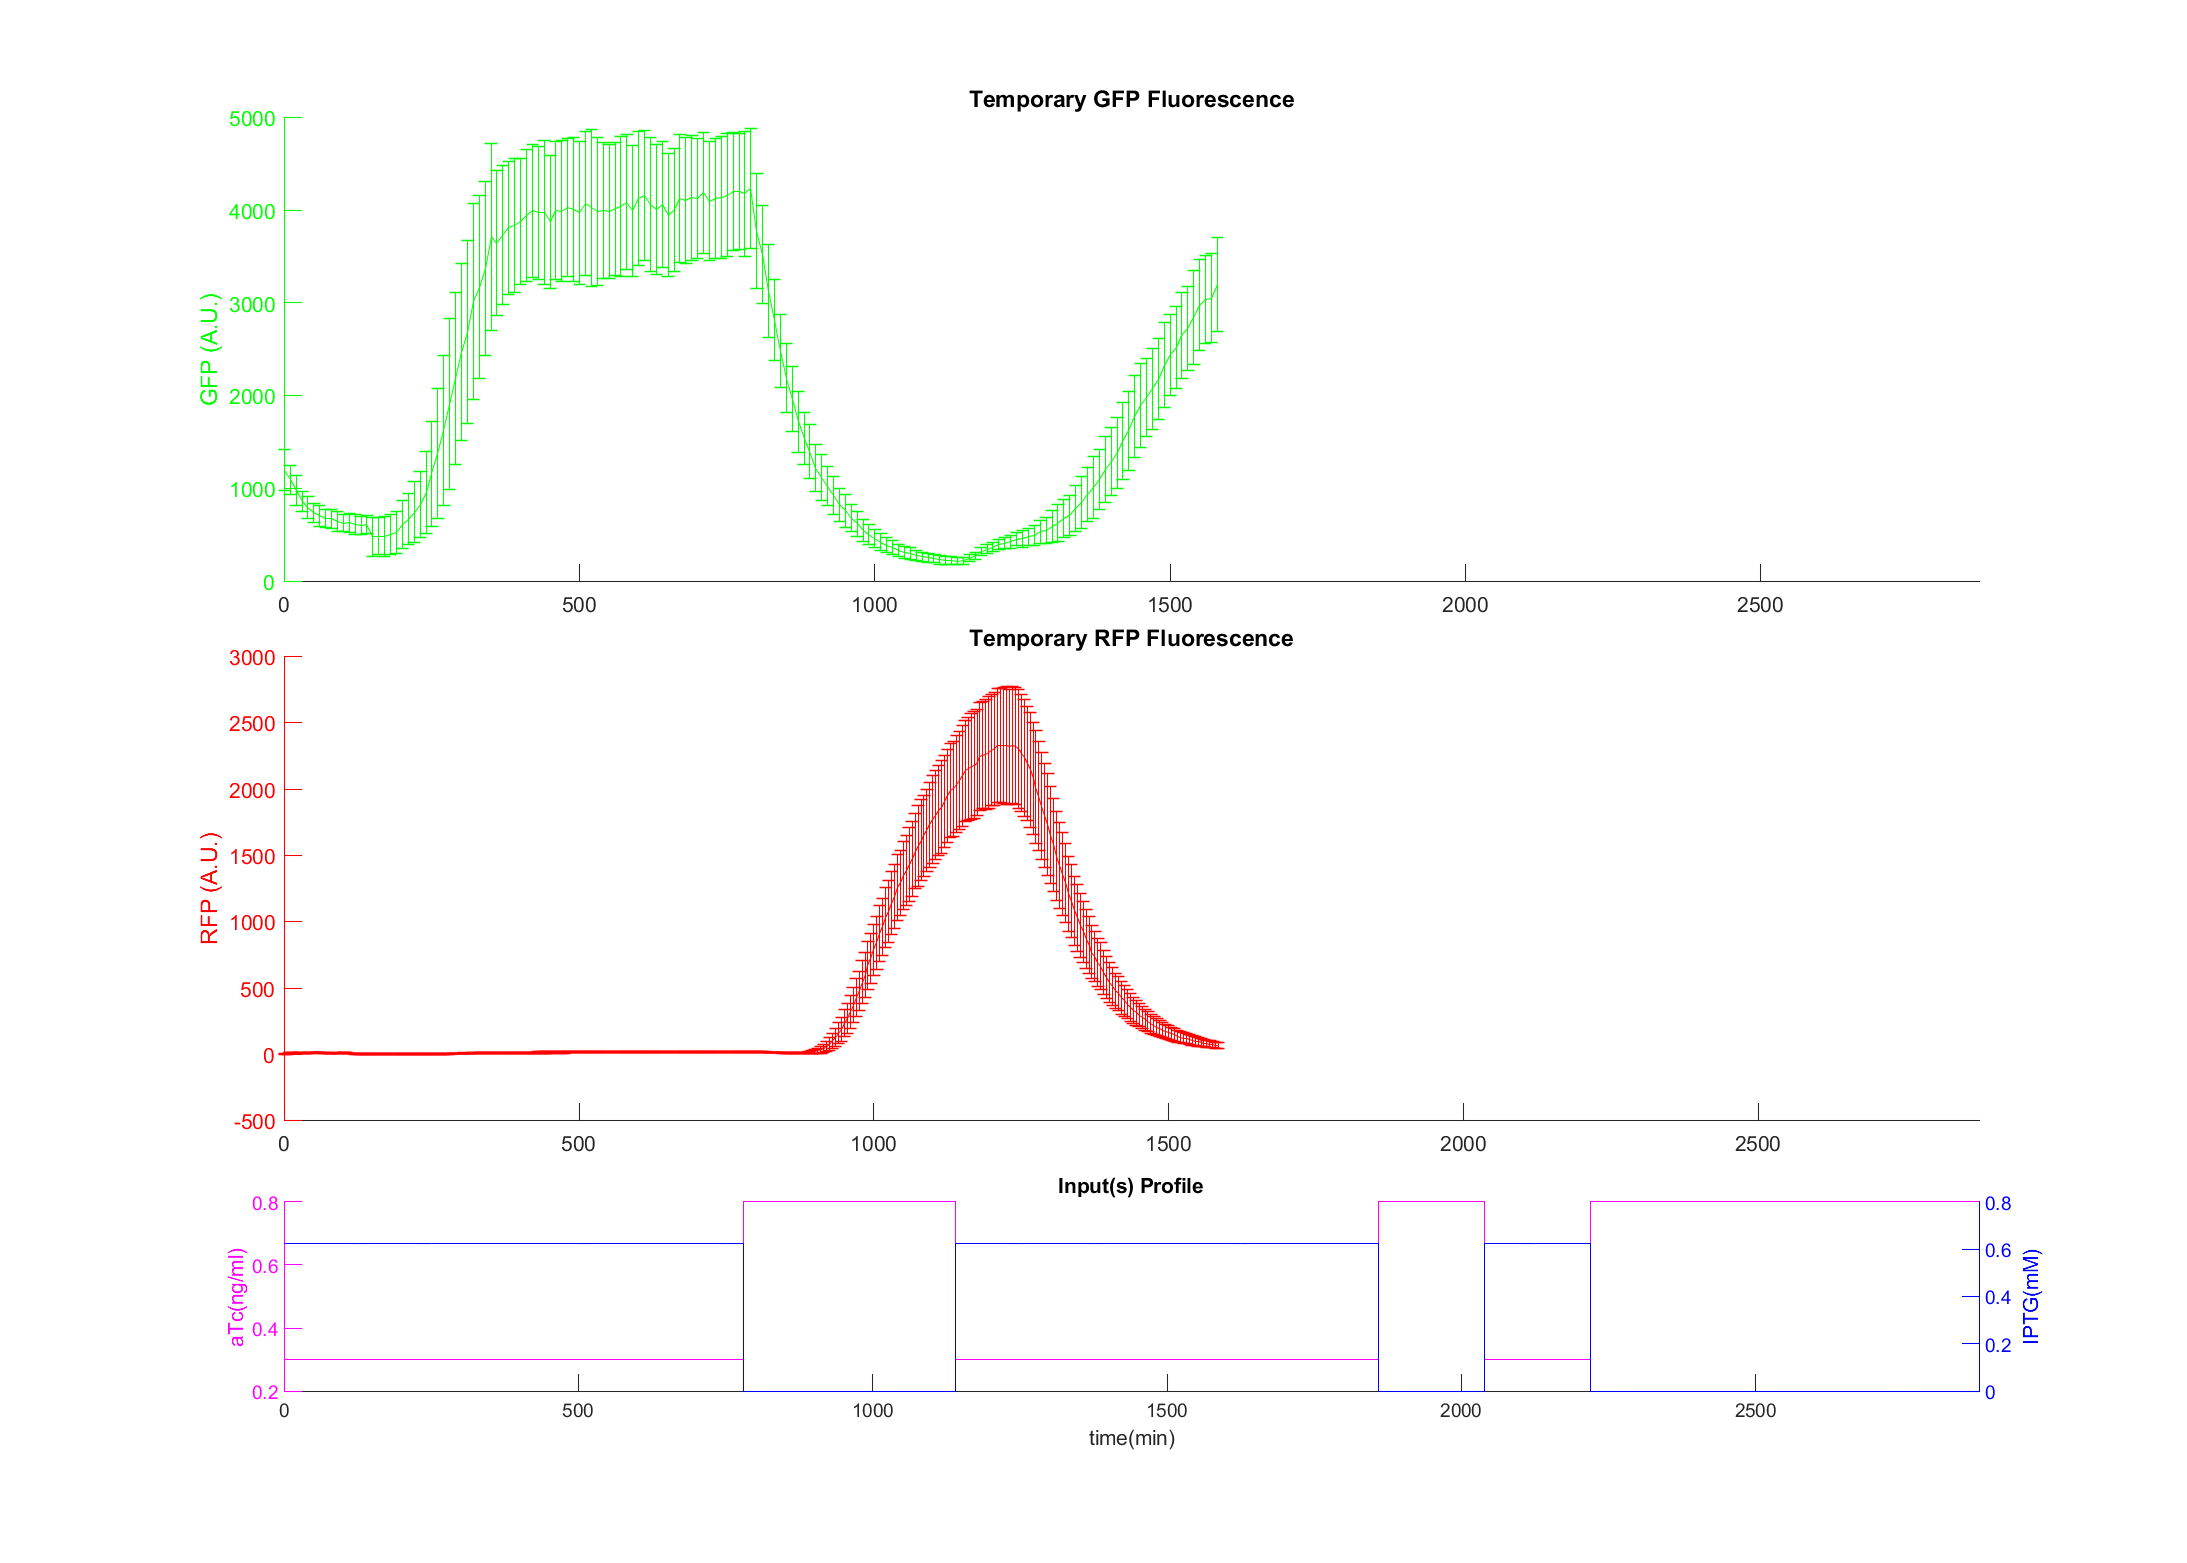 Temporary GFP Fluorescence
GFP (A.U.)
5000
4000
3000
2000
1000
0
0 500 1000 1500 2000 2500
Temporary RFP Fluorescence
RFP (A.U.)
3000
2500
2000
1500
1000
500
0
-500
0 500 1000 1500 2000 2500
Input(s) Profile
aTc(ng/ml)
0.8
0.6
0.4
0.2
IPTG(mM)
0.8
0.6
0.4
0.2
0
0 500 1000 1500 2000 2500
time(min)